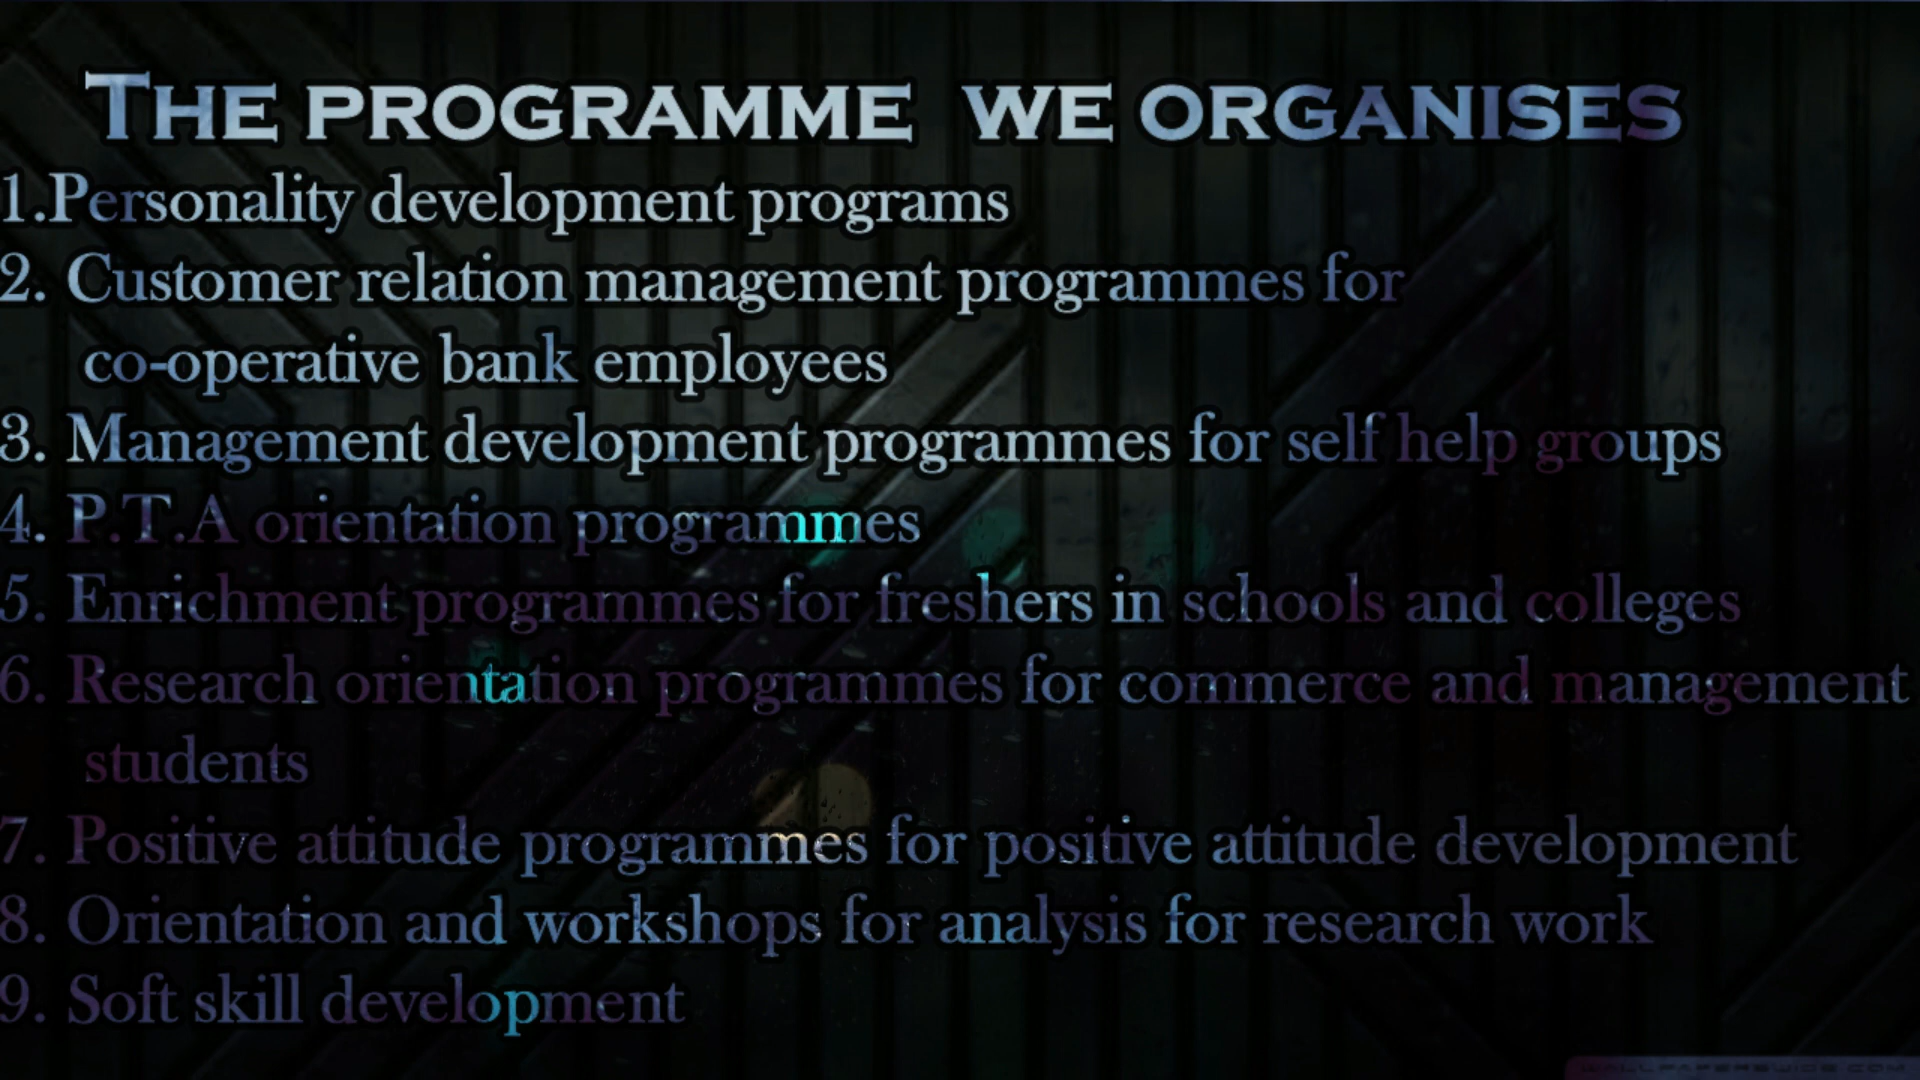 THE PROGRAMME WE ORGANISES
1.Personality development programs
2. Customer relation management programmes for
co-operative bank employees
3. Management development programmes for self help groups
4. P.T.A orientation programmes
5. Enrichment programmes for freshers in schools and colleges
6. Research orientation programmes for commerce and management
students
7. Positive attitude programmes for positive attitude development
8. Orientation and workshops for analysis for research work
9. Soft skill development